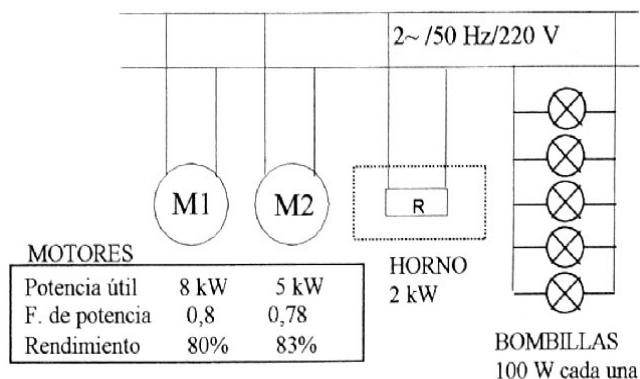 2~ /50 Hz/220 V
M1
M2
R
MOTORES
Potencia útil 8 kW 5 kW
F. de potencia 0,8 0,78
Rendimiento 80% 83%
HORNO
2 kW
BOMBILLAS
100 W cada una